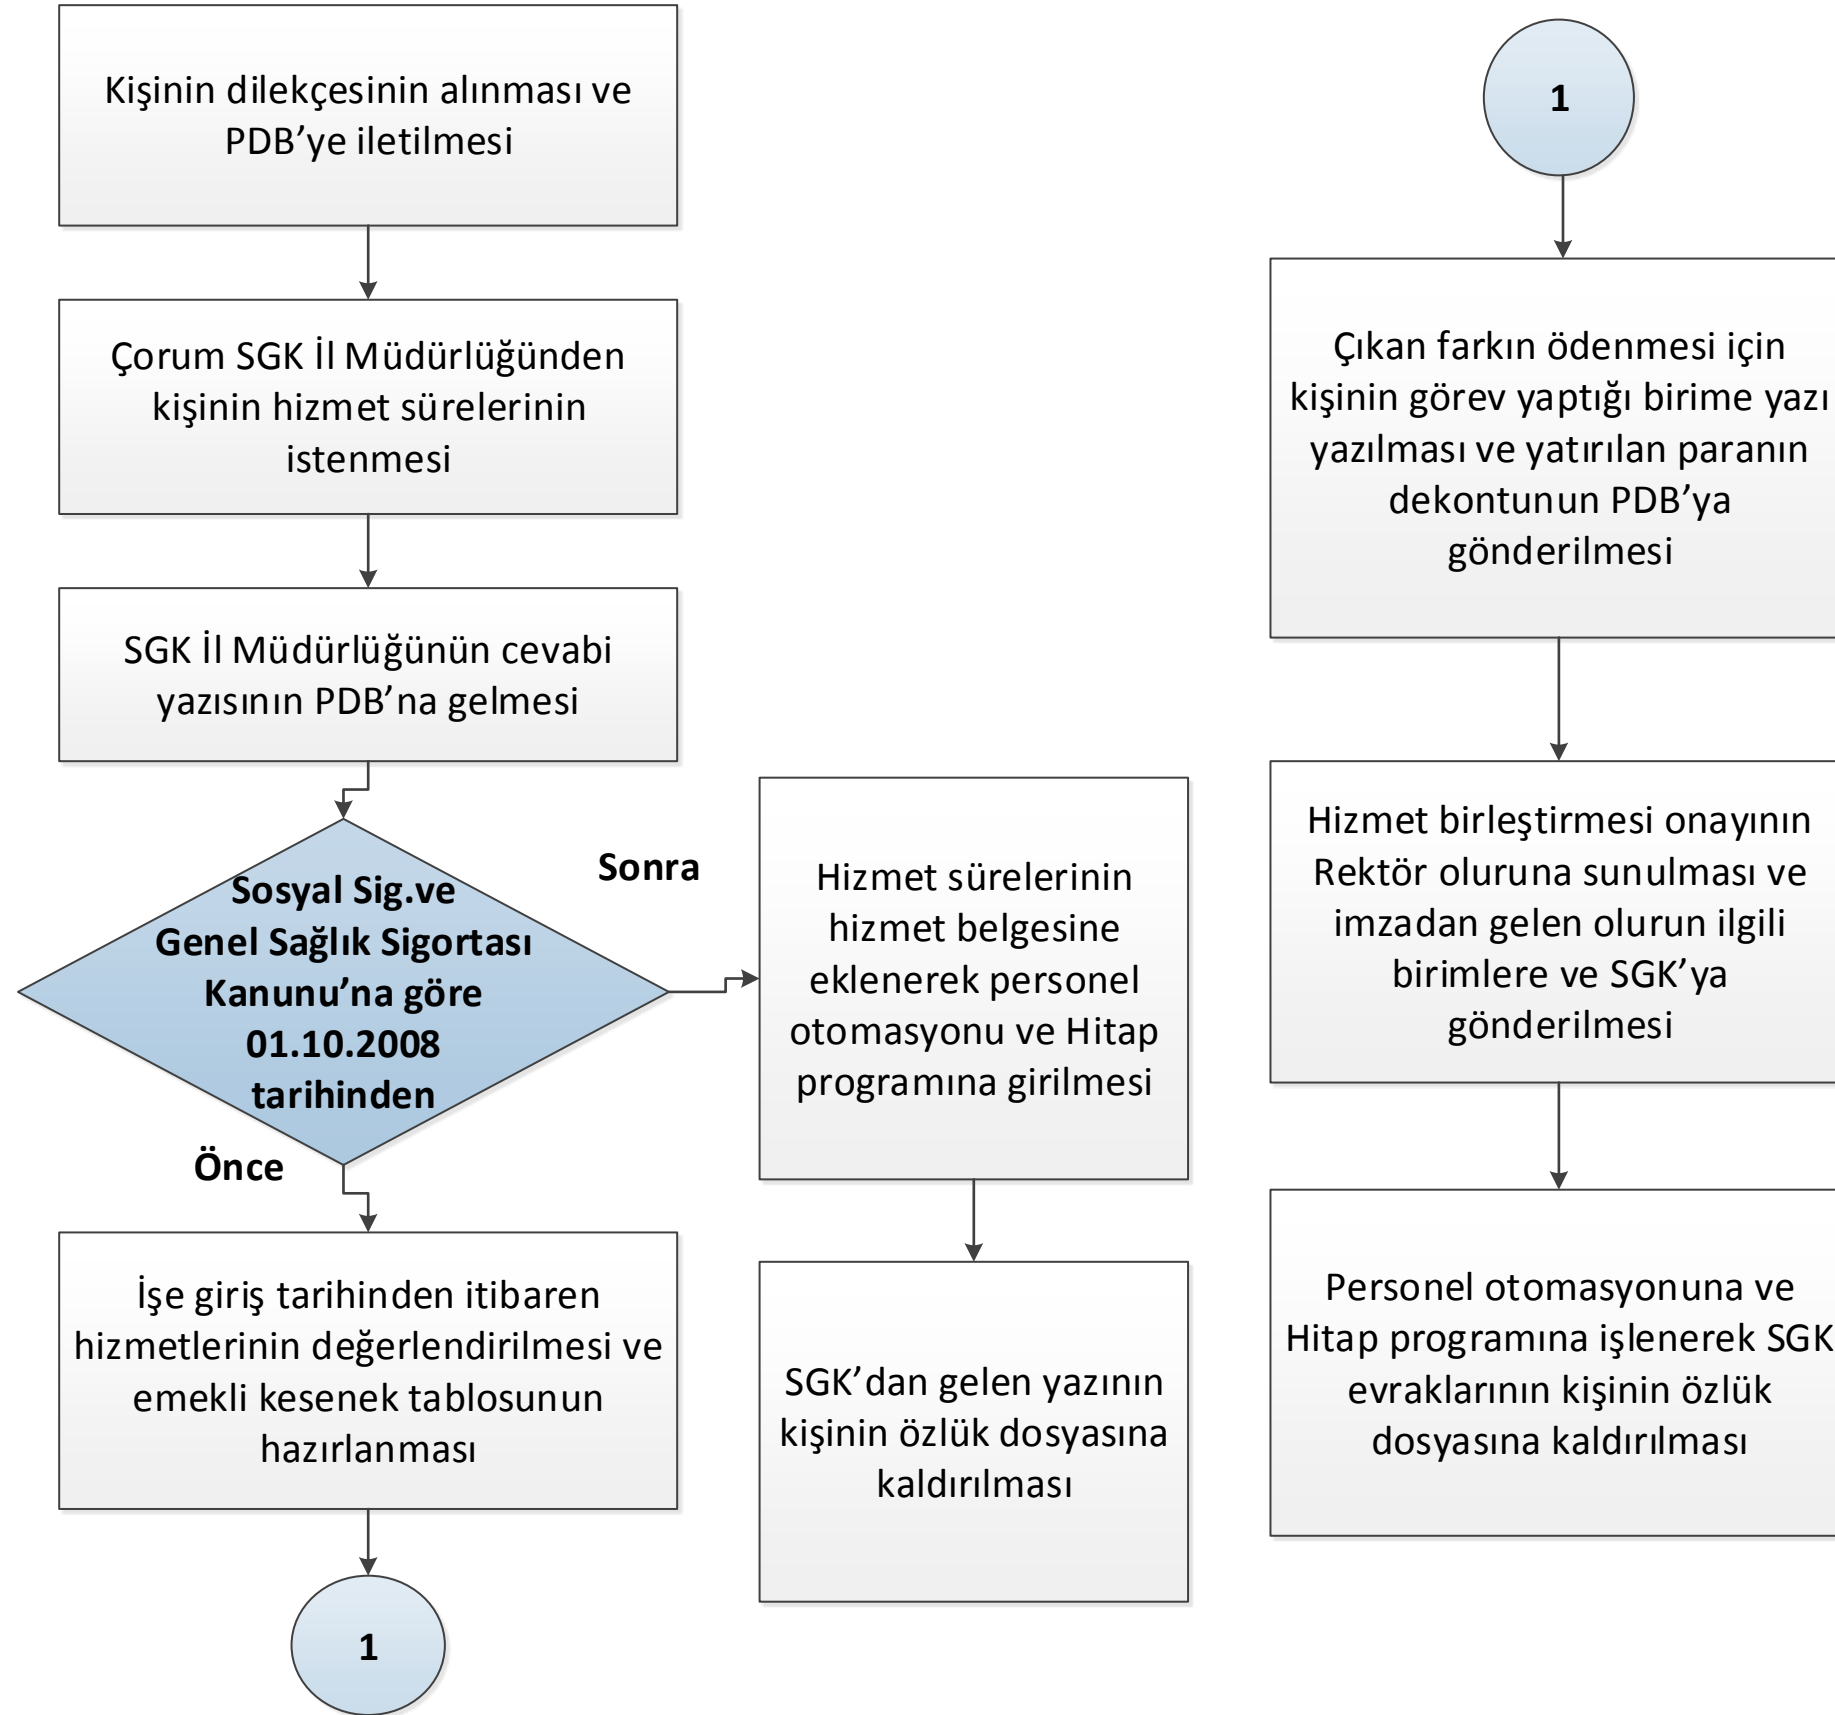 Kişinin dilekçesinin alınması ve
PDB’ye iletilmesi
Çorum SGK İl Müdürlüğünden
kişinin hizmet sürelerinin
istenmesi
SGK İl Müdürlüğünün cevabi
yazısının PDB’na gelmesi
Sosyal Sig.ve
Genel Sağlık Sigortası
Kanunu’na göre
01.10.2008
tarihinden
Sonra
Önce
İşe giriş tarihinden itibaren
hizmetlerinin değerlendirilmesi ve
emekli kesenek tablosunun
hazırlanması
1
Hizmet sürelerinin
hizmet belgesine
eklenerek personel
otomasyonu ve Hitap
programına girilmesi
SGK’dan gelen yazının
kişinin özlük dosyasına
kaldırılması
1
Çıkan farkın ödenmesi için
kişinin görev yaptığı birime yazı
yazılması ve yatırılan paranın
dekontunun PDB’ya
gönderilmesi
Hizmet birleştirmesi onayının
Rektör oluruna sunulması ve
imzadan gelen olurun ilgili
birimlere ve SGK’ya
gönderilmesi
Personel otomasyonuna ve
Hitap programına işlenerek SGK
evraklarının kişinin özlük
dosyasına kaldırılması